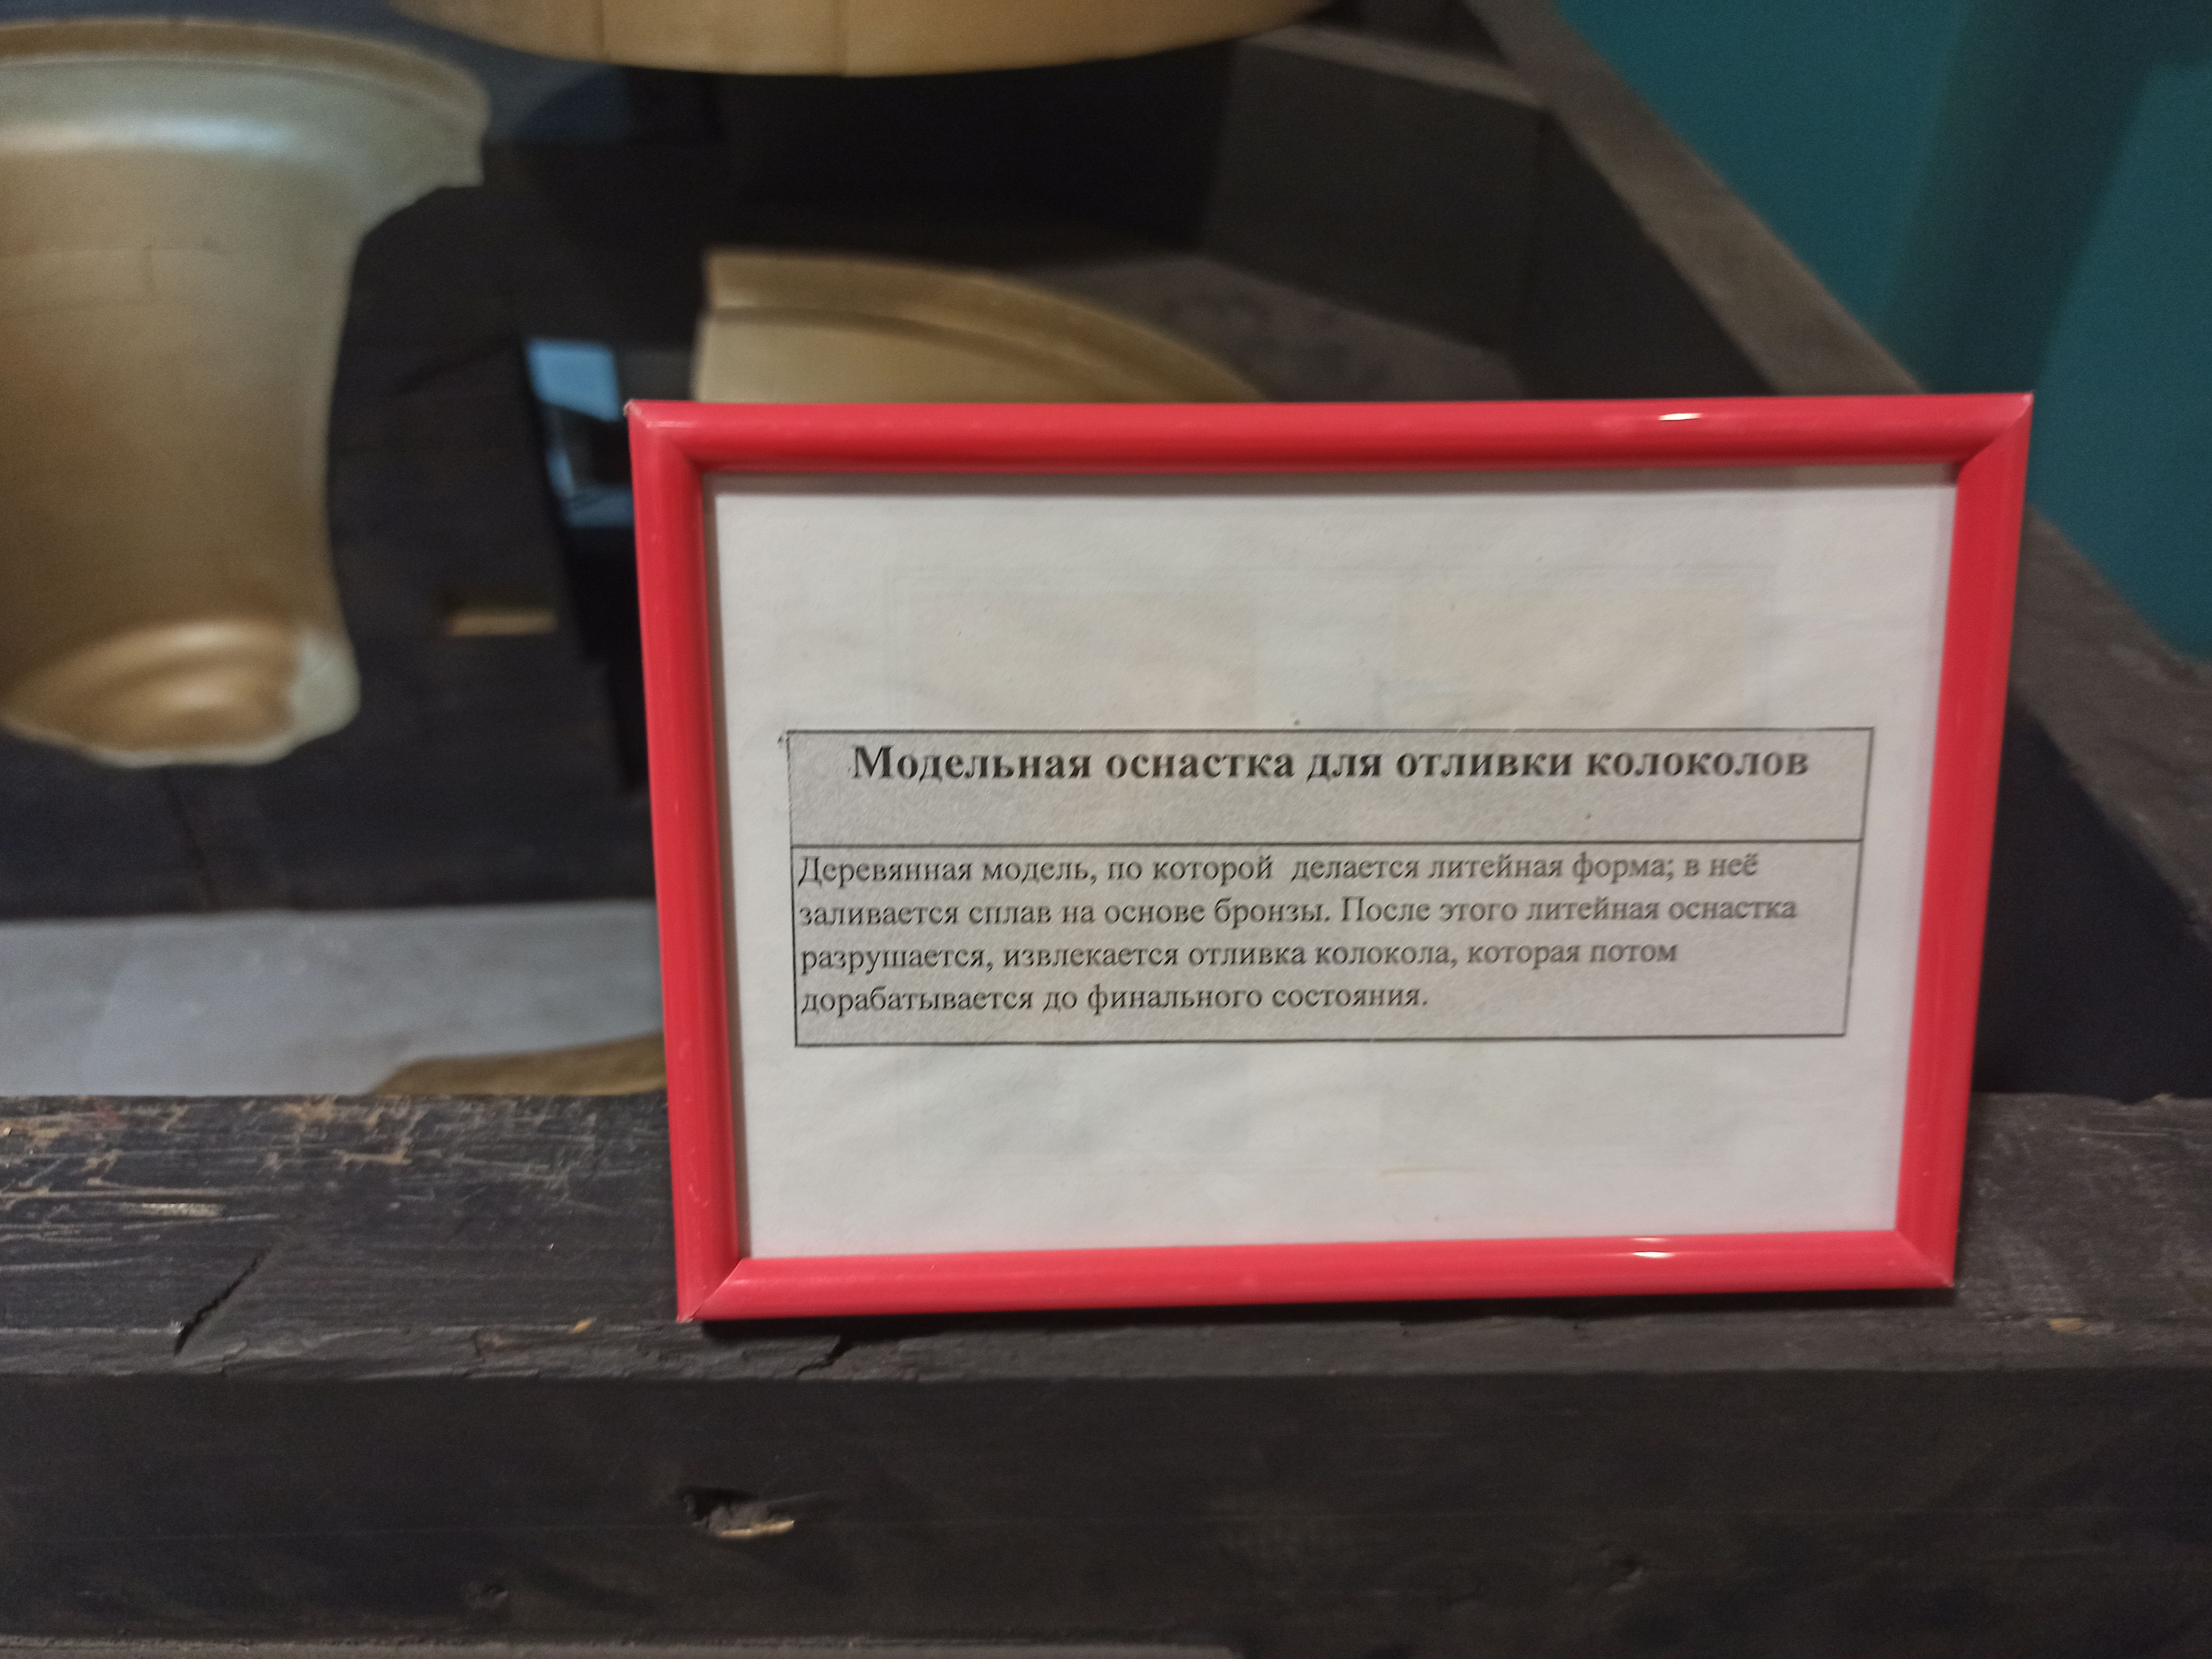 Модельная оснастка для отливки колоколов
Деревянная модель, по которой делается литейная форма; в неё
заливается сплав на основе бронзы. После этого литейная оснастка
разрушается, извлекается отливка колокола, которая потом
дорабатывается до финального состояния.